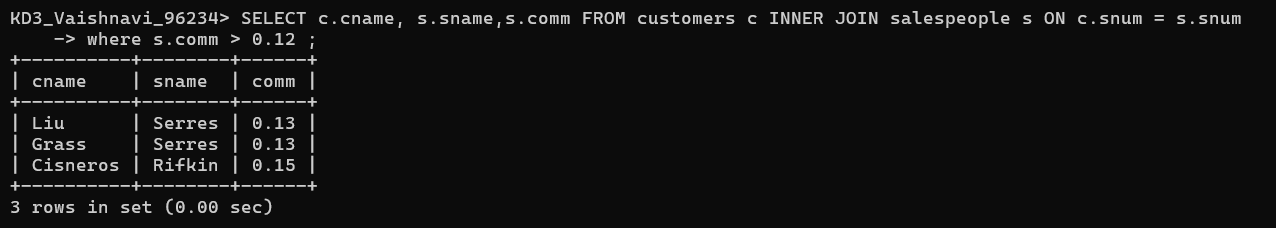 KD3_Vaishnavi_96234> SELECT c.cname, s.sname,s.comm FROM customers c INNER JOIN salespeople s ON c.snum = s.snum
    -> where s.comm > 0.12 ;
+----------+--------+------+
| cname    | sname  | comm |
+----------+--------+------+
| Liu      | Serres | 0.13 |
| Grass    | Serres | 0.13 |
| Cisneros | Rifkin | 0.15 |
+----------+--------+------+
3 rows in set (0.00 sec)